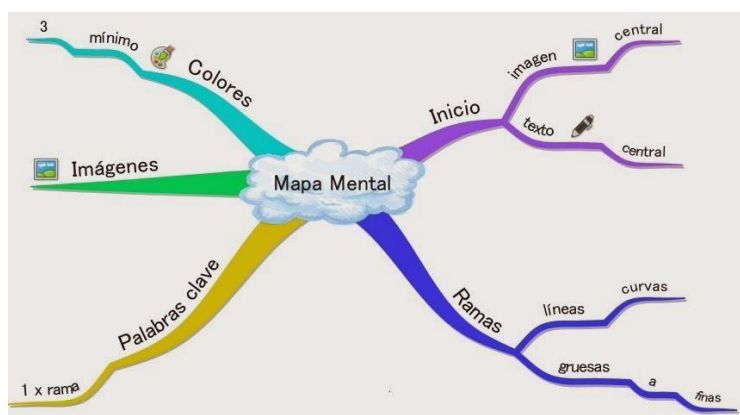 Mapa Mental
Inicio
imagen
central
texto
central
Ramas
líneas
curvas
gruesas
a
finas
Palabras clave
1 x rama
Imágenes
Colores
mínimo
3